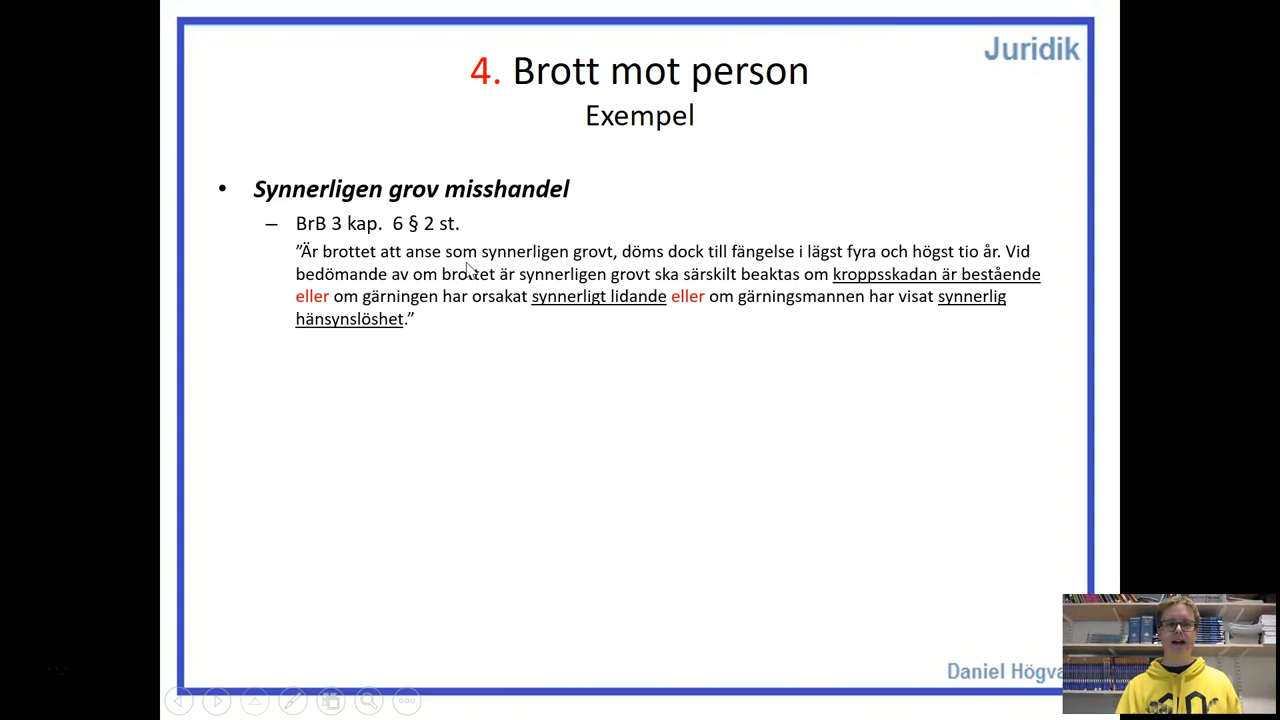 Juridik
4. Brott mot person
Exempel
• Synnerligen grov misshandel
– BrB 3 kap. 6 § 2 st.
”Är brottet att anse som synnerligen grovt, döms dock till fängelse i lägst fyra och högst tio år. Vid
bedömande av om brottet är synnerligen grovt ska särskilt beaktas om kroppsskadan är bestående
eller om gärningen har orsakat synnerligt lidande eller om gärningsmannen har visat synnerlig
hänsynslöshet.”
Daniel Högva